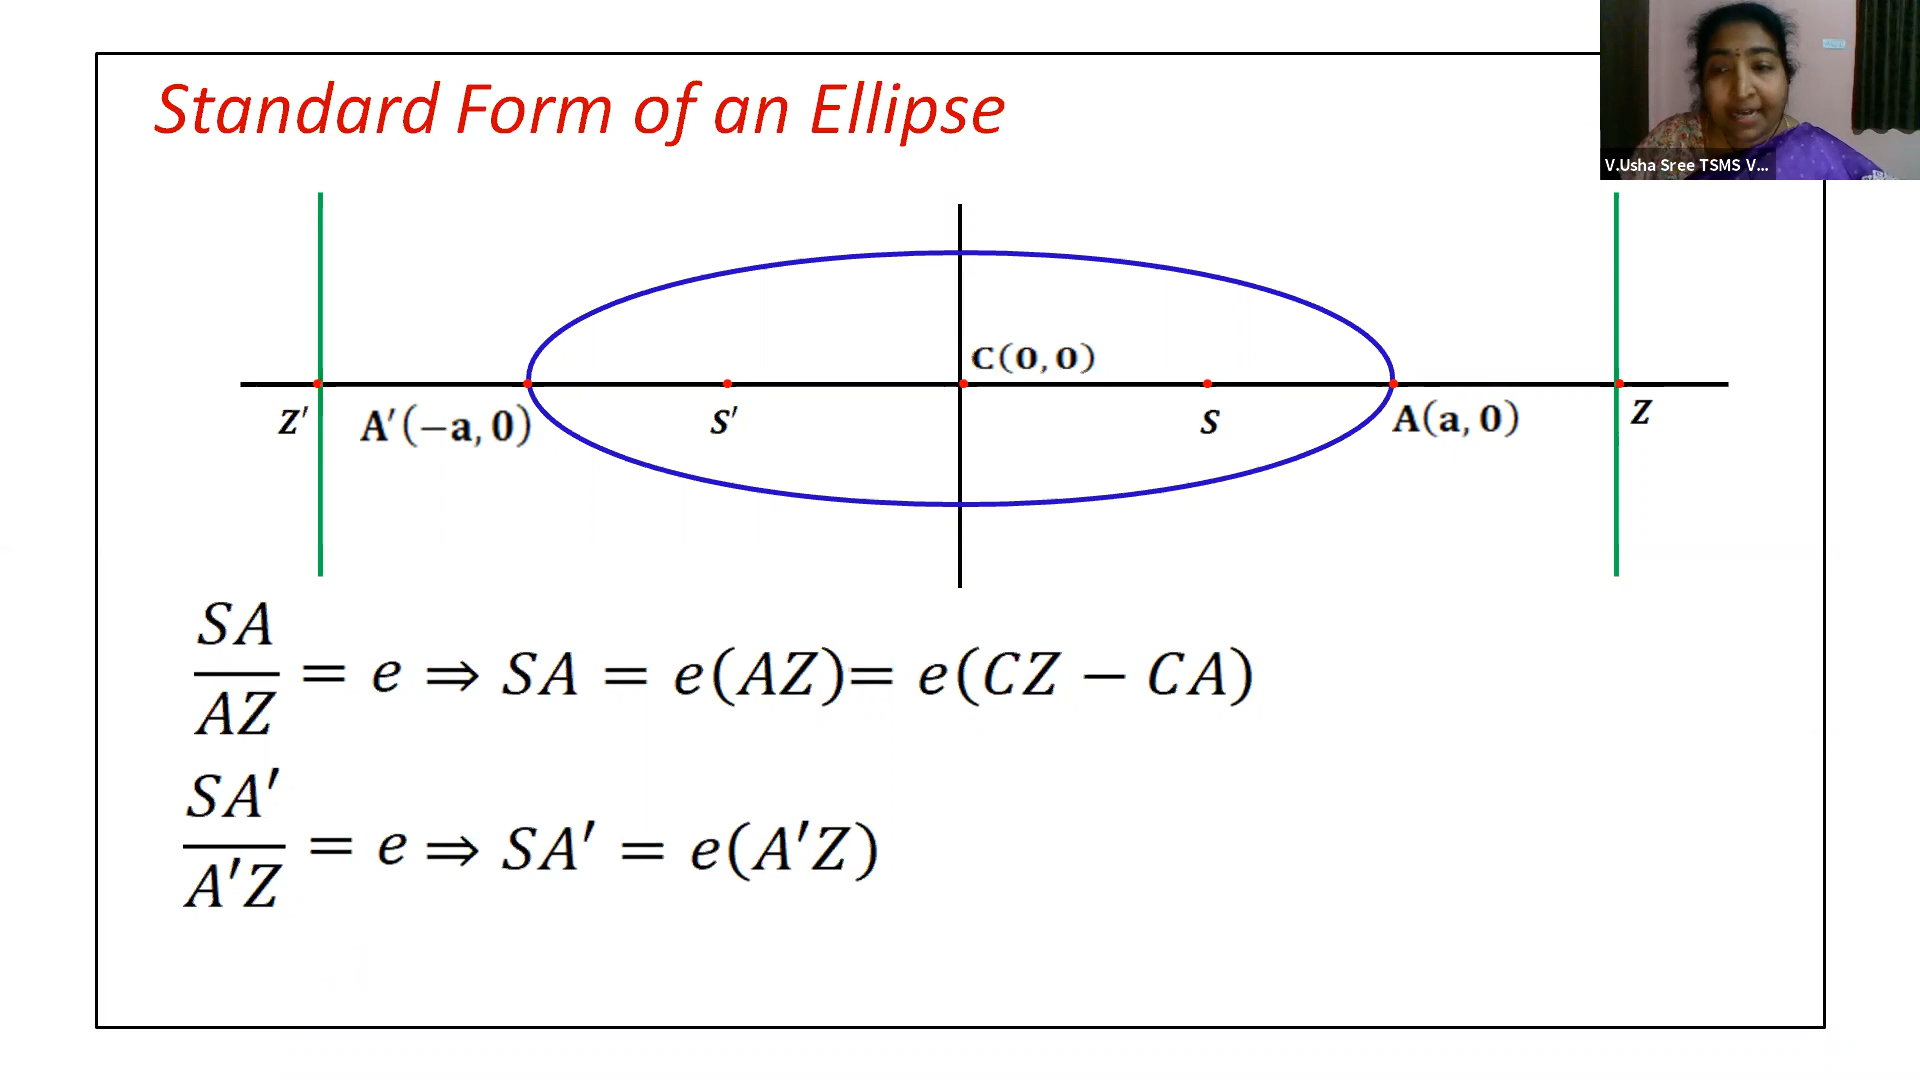 Standard Form of an Ellipse
V.Usha Sree TSMS V...
C(0, 0)
Z′ A′(−a, 0) S′ S A(a, 0) Z
SA/AZ = e ⇒ SA = e(AZ)= e(CZ − CA)
SA′/A′Z = e ⇒ SA′ = e(A′Z)